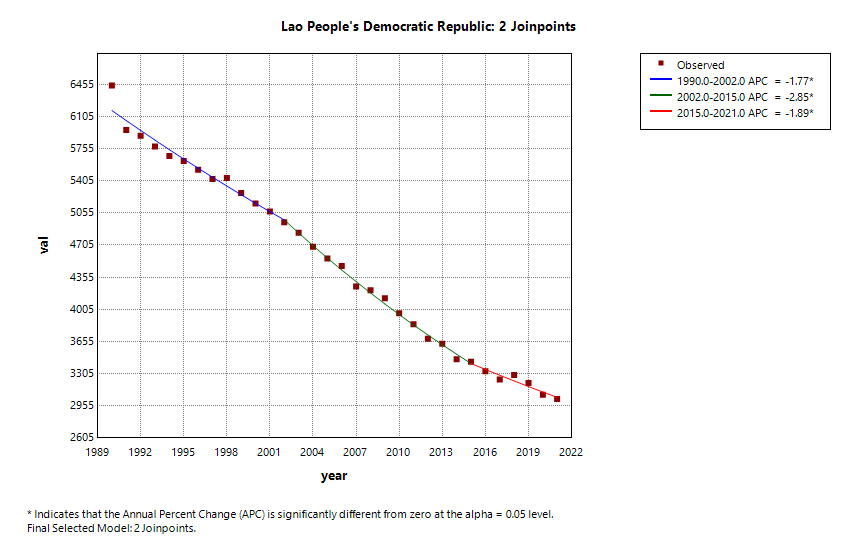 Lao People's Democratic Republic: 2 Joinpoints
Observed
1990.0-2002.0 APC = -1.77*
2002.0-2015.0 APC = -2.85*
2015.0-2021.0 APC = -1.89*
val
6455
6105
5755
5405
5055
4705
4355
4005
3655
3305
2955
2605
1989 1992 1995 1998 2001 2004 2007 2010 2013 2016 2019 2022
year
* Indicates that the Annual Percent Change (APC) is significantly different from zero at the alpha = 0.05 level.
Final Selected Model: 2 Joinpoints.